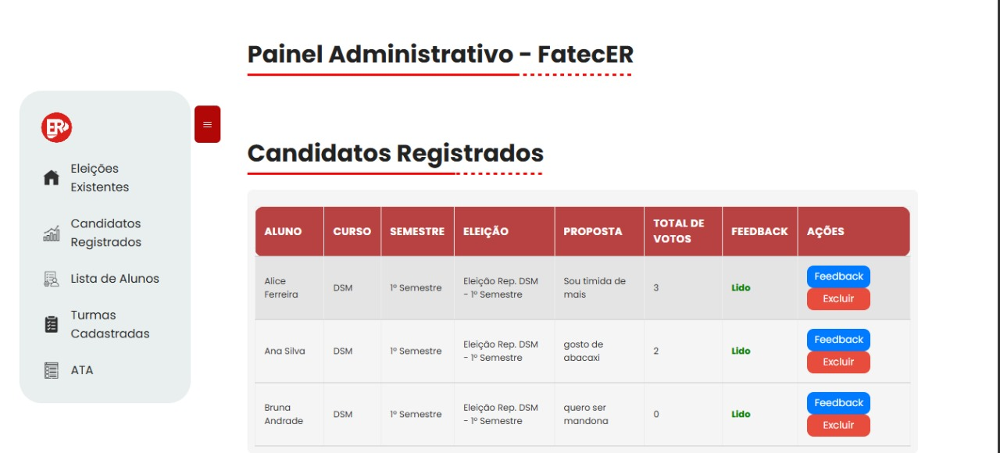 Painel Administrativo - FatecER
ER
Eleições
Existentes
Candidatos
Registrados
Lista de Alunos
Turmas
Cadastradas
ATA
Candidatos Registrados
ALUNO CURSO SEMESTRE ELEIÇÃO PROPOSTA TOTAL DE VOTOS FEEDBACK AÇÕES
Alice Ferreira DSM 1º Semestre Eleição Rep. DSM - 1º Semestre Sou timida de mais 3 Lido Feedback Excluir
Ana Silva DSM 1º Semestre Eleição Rep. DSM - 1º Semestre gosto de abacaxi 2 Lido Feedback Excluir
Bruna Andrade DSM 1º Semestre Eleição Rep. DSM - 1º Semestre quero ser mandona 0 Lido Feedback Excluir